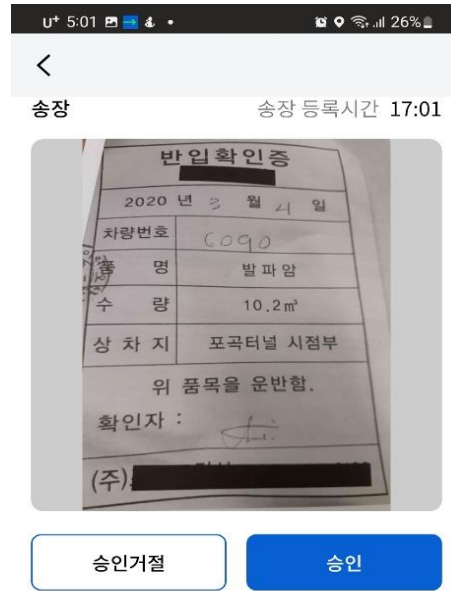 U+ 5:01 26%
송장 송장 등록시간 17:01
반입확인증
2020 년 3 월 4 일
차량번호 6090
품 명 발파암
수 량 10.2㎥
상 차 지 포곡터널 시점부
위 품목을 운반함.
확인자 :
(주)
승인거절 승인